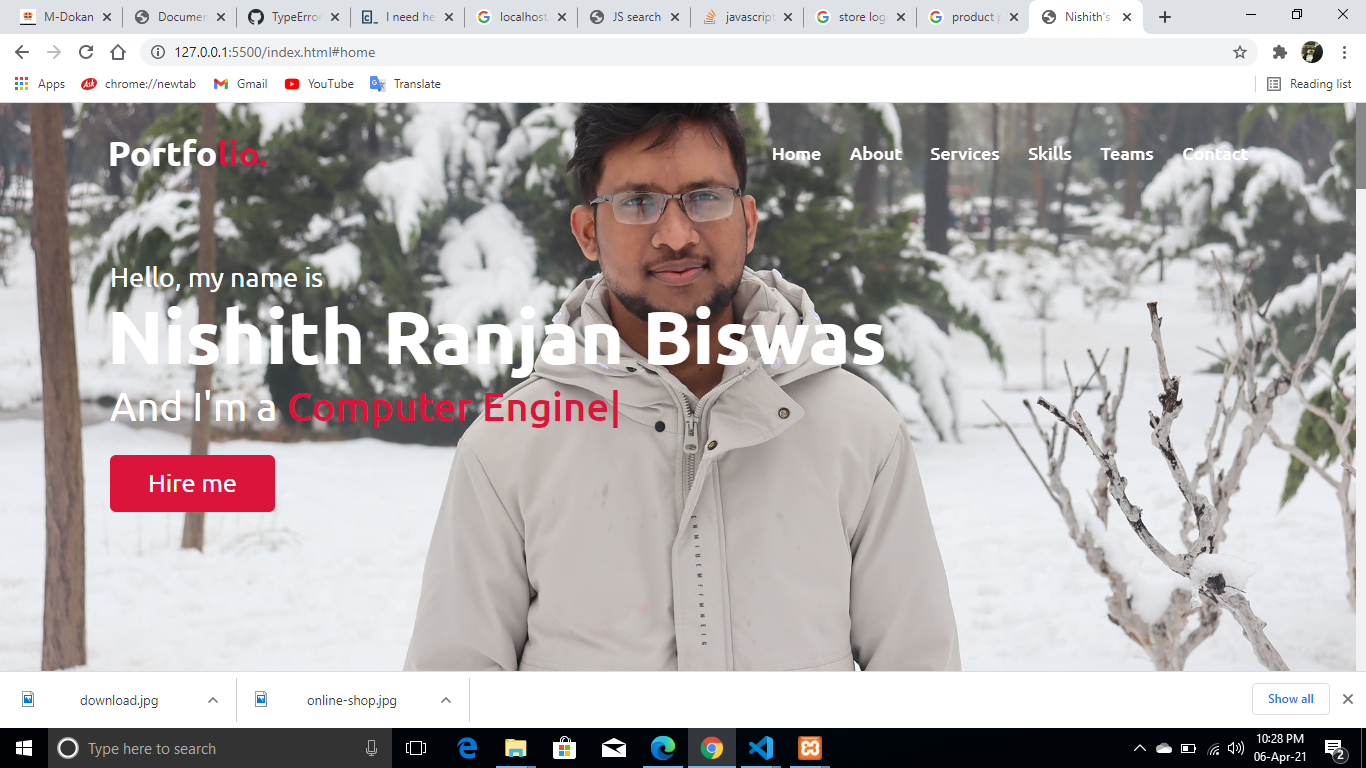 M-Dokan
Documen
TypeError
I need he
localhost
JS search
javascript
store log
product p
Nishith's
127.0.0.1:5500/index.html#home
Apps
Ask
chrome://newtab
Gmail
YouTube
Translate
Reading list
Portfolio.
Home
About
Services
Skills
Teams
Contact
Hello, my name is
Nishith Ranjan Biswas
And I'm a Computer Engine|
Hire me
download.jpg
online-shop.jpg
Show all
Type here to search
10:28 PM
06-Apr-21
2